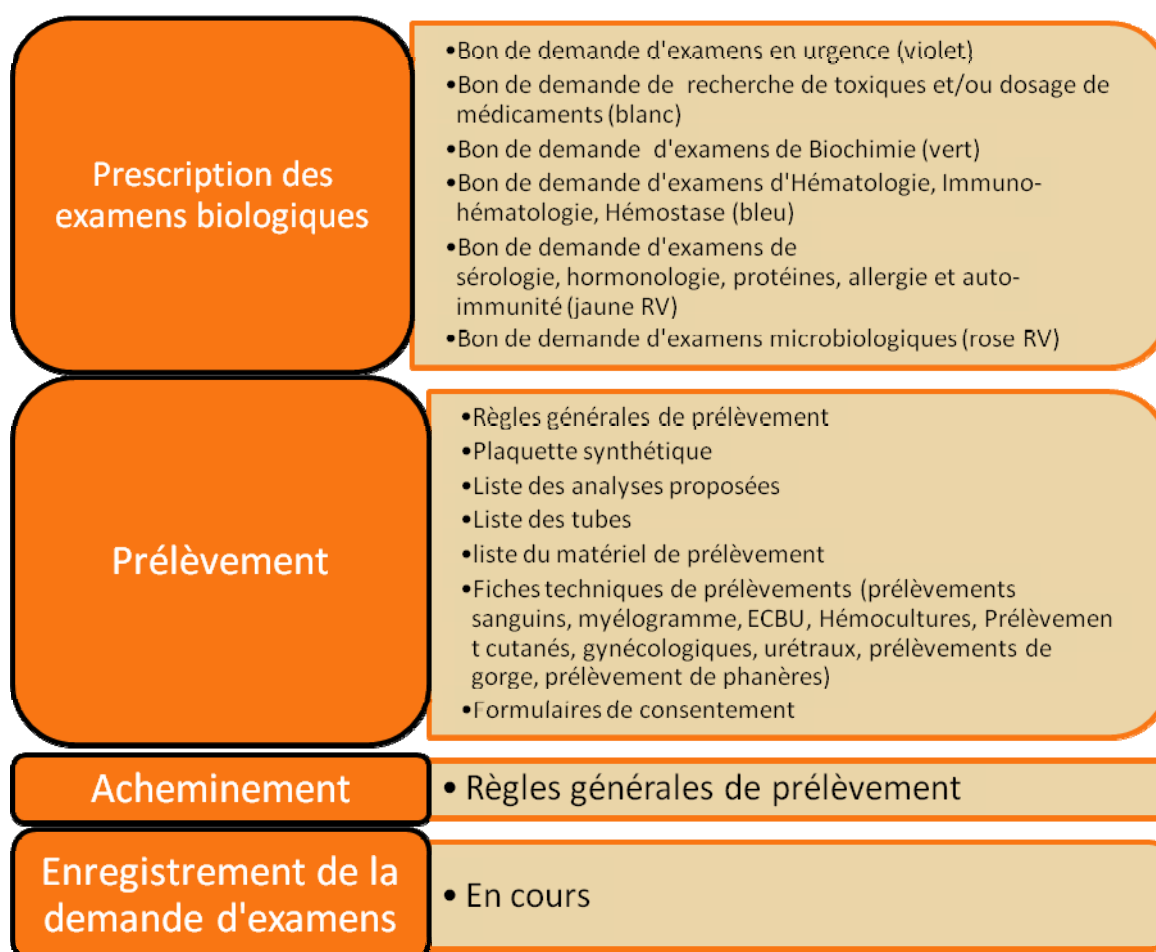 Prescription des
examens biologiques
•Bon de demande d'examens en urgence (violet)
•Bon de demande de recherche de toxiques et/ou dosage de
médicaments (blanc)
•Bon de demande d'examens de Biochimie (vert)
•Bon de demande d'examens d'Hématologie, Immuno-
hématologie, Hémostase (bleu)
•Bon de demande d'examens de
sérologie, hormonologie, protéines, allergie et auto-
immunité (jaune RV)
•Bon de demande d'examens microbiologiques (rose RV)
Prélèvement
•Règles générales de prélèvement
•Plaquette synthétique
•Liste des analyses proposées
•Liste des tubes
•liste du matériel de prélèvement
•Fiches techniques de prélèvements (prélèvements
sanguins, myélogramme, ECBU, Hémocultures, Prélèvemen
t cutanés, gynécologiques, urétraux, prélèvements de
gorge, prélèvement de phanères)
•Formulaires de consentement
Acheminement
• Règles générales de prélèvement
Enregistrement de la
demande d'examens
• En cours